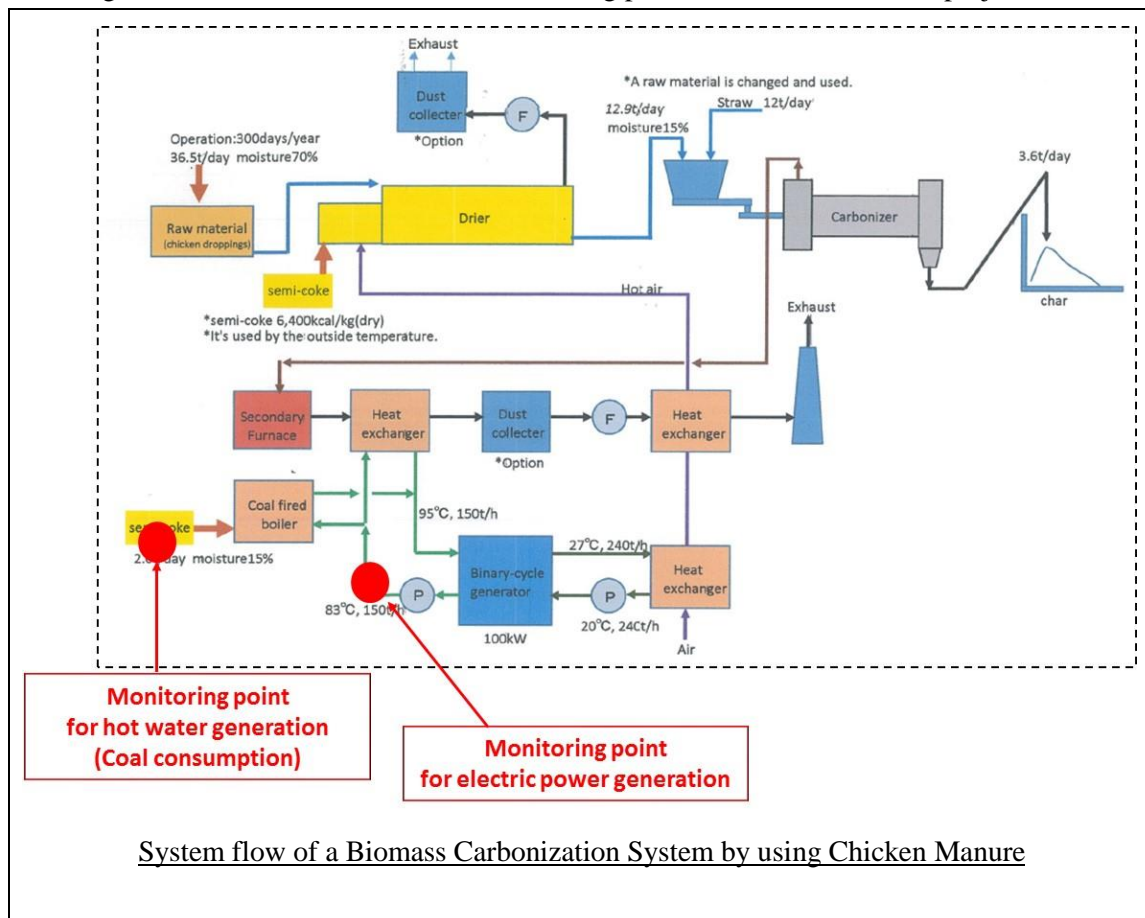 Exhaust
*A raw material is changed and used.
Dust
collecter
F
12.9t/day
moisture15%
Straw 12t/day
*Option
Operation:300days/year
36.5t/day moisture70%
3.6t/day
Raw material
(chicken droppings)
Drier
Carbonizer
semi-coke
Hot air
char
*semi-coke 6,400kcal/kg(dry)
*It's used by the outside temperature.
Exhaust
Secondary
Furnace
Heat
exchanger
Dust
collecter
F
Heat
exchanger
*Option
Coal fired
boiler
95℃, 150t/h
day moisture15%
27℃, 240t/h
Binary-cycle
generator
Heat
exchanger
P
P
83℃, 150t/h
20℃, 240t/h
100kW
Air
Monitoring point
for hot water generation
(Coal consumption)
Monitoring point
for electric power generation
System flow of a Biomass Carbonization System by using Chicken Manure